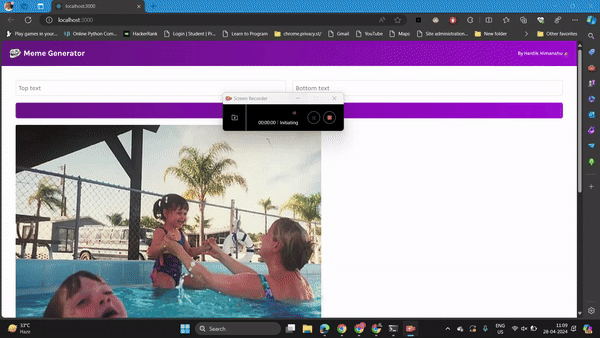 localhost:3000
localhost:3000
Play games in your...
Online Python Com...
HackerRank
Login | Student | Pr...
Learn to Program
chrome.privacy.s/
Gmail
YouTube
Maps
Site administration...
New folder
Other favorites
Meme Generator
By Hardik Himanshu
Top text
Bottom text
Screen Recorder
00:00:00 Initiating
33°C
Haze
Search
ENG
US
11:09
28-04-2024